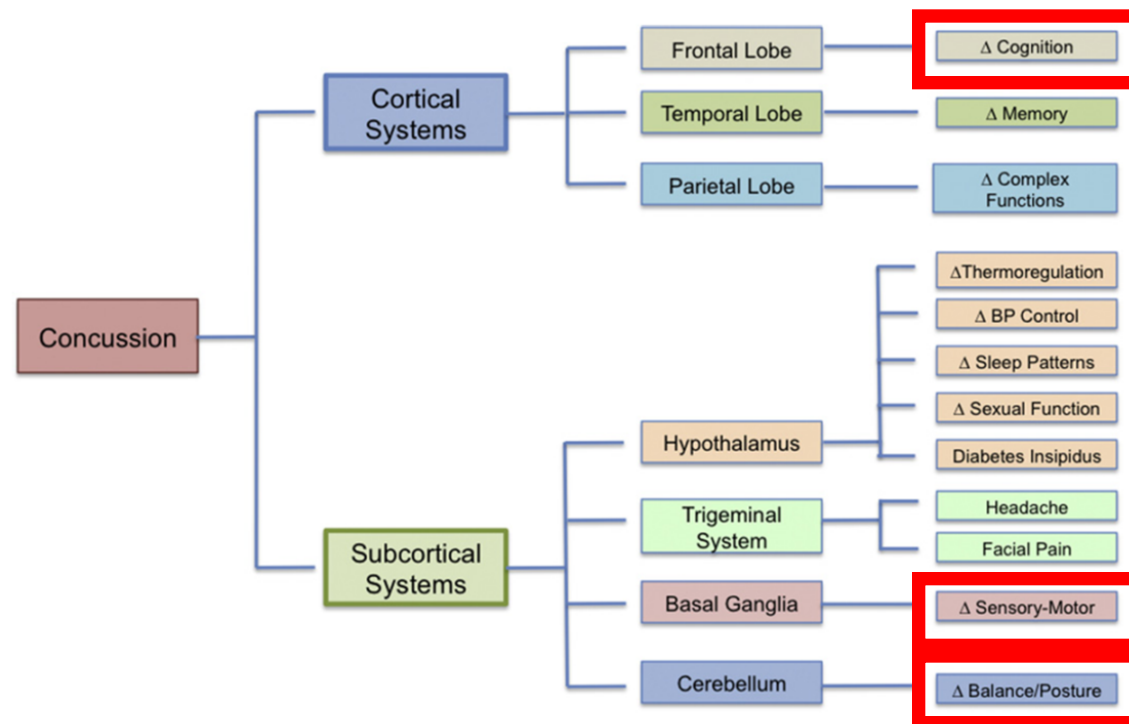 Frontal Lobe
Δ Cognition
Cortical
Systems
Temporal Lobe
Δ Memory
Parietal Lobe
Δ Complex
Functions
Concussion
ΔThermoregulation
Δ BP Control
Δ Sleep Patterns
Δ Sexual Function
Hypothalamus
Diabetes Insipidus
Trigeminal
System
Headache
Facial Pain
Subcortical
Systems
Basal Ganglia
Δ Sensory-Motor
Cerebellum
Δ Balance/Posture